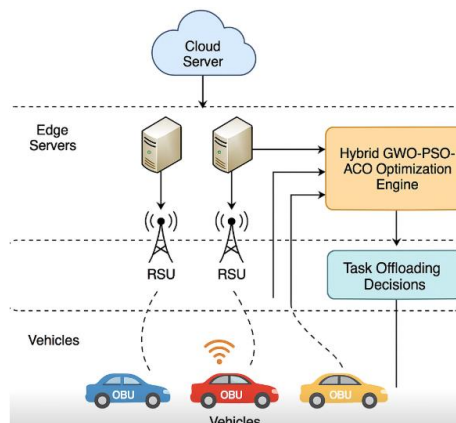 Cloud
Server
Edge
Servers
Hybrid GWO-PSO-
ACO Optimization
Engine
RSU
RSU
Task Offloading
Decisions
Vehicles
OBU
OBU
OBU
Vehicles